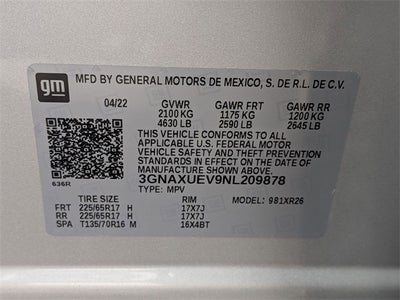 gm MFD BY GENERAL MOTORS DE MEXICO, S. DE R.L. DE C.V.
04/22 GVWR GAWR FRT GAWR RR
2100 KG 1175 KG 1200 KG
4630 LB 2590 LB 2645 LB
THIS VEHICLE CONFORMS TO ALL APPLICABLE
U.S. FEDERAL MOTOR
VEHICLE SAFETY AND THEFT PREVENTION
STANDARDS IN EFFECT ON THE DATE OF
MANUFACTURE SHOWN ABOVE.
3GNAXUEV9NL209878
636R TYPE: MPV
TIRE SIZE RIM MODEL: 981XR26
FRT 225/65R17 H 17X7J
RR 225/65R17 H 17X7J
SPA T135/70R16 M 16X4BT